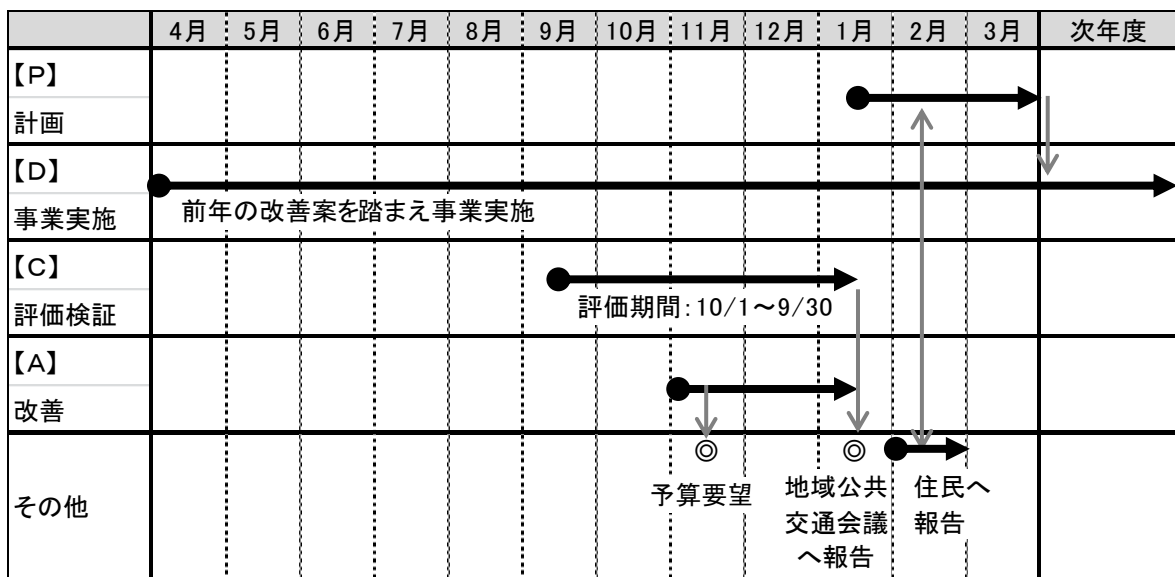 4月 5月 6月 7月 8月 9月 10月 11月 12月 1月 2月 3月 次年度
【P】
計画
【D】
事業実施
前年の改善案を踏まえ事業実施
【C】
評価検証
評価期間：10/1～9/30
【A】
改善
その他
◎
予算要望
◎
地域公共
交通会議
へ報告
住民へ
報告